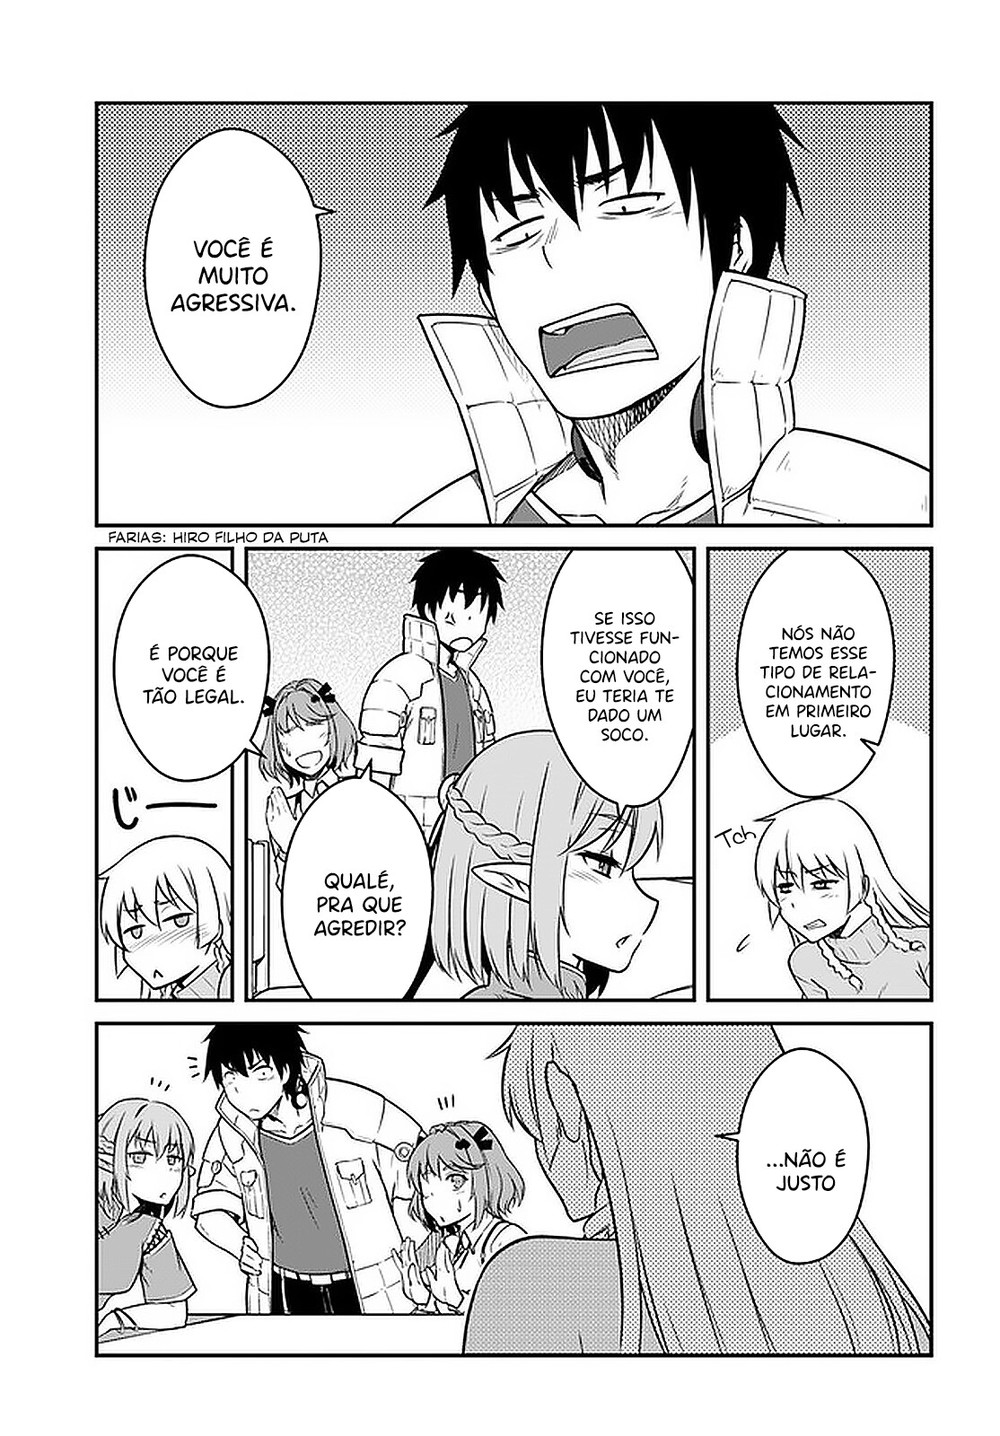 VOCÊ É
MUITO
AGRESSIVA.
FARIAS: HIRO FILHO DA PUTA
NÓS NÃO
TEMOS ESSE
TIPO DE RELA-
CIONAMENTO
EM PRIMEIRO
LUGAR.
Tch
SE ISSO
TIVESSE FUN-
CIONADO
COM VOCÊ,
EU TERIA TE
DADO UM
SOCO.
QUALÉ,
PRA QUE
AGREDIR?
É PORQUE
VOCÊ É
TÃO LEGAL.
じーー
...NÃO É
JUSTO